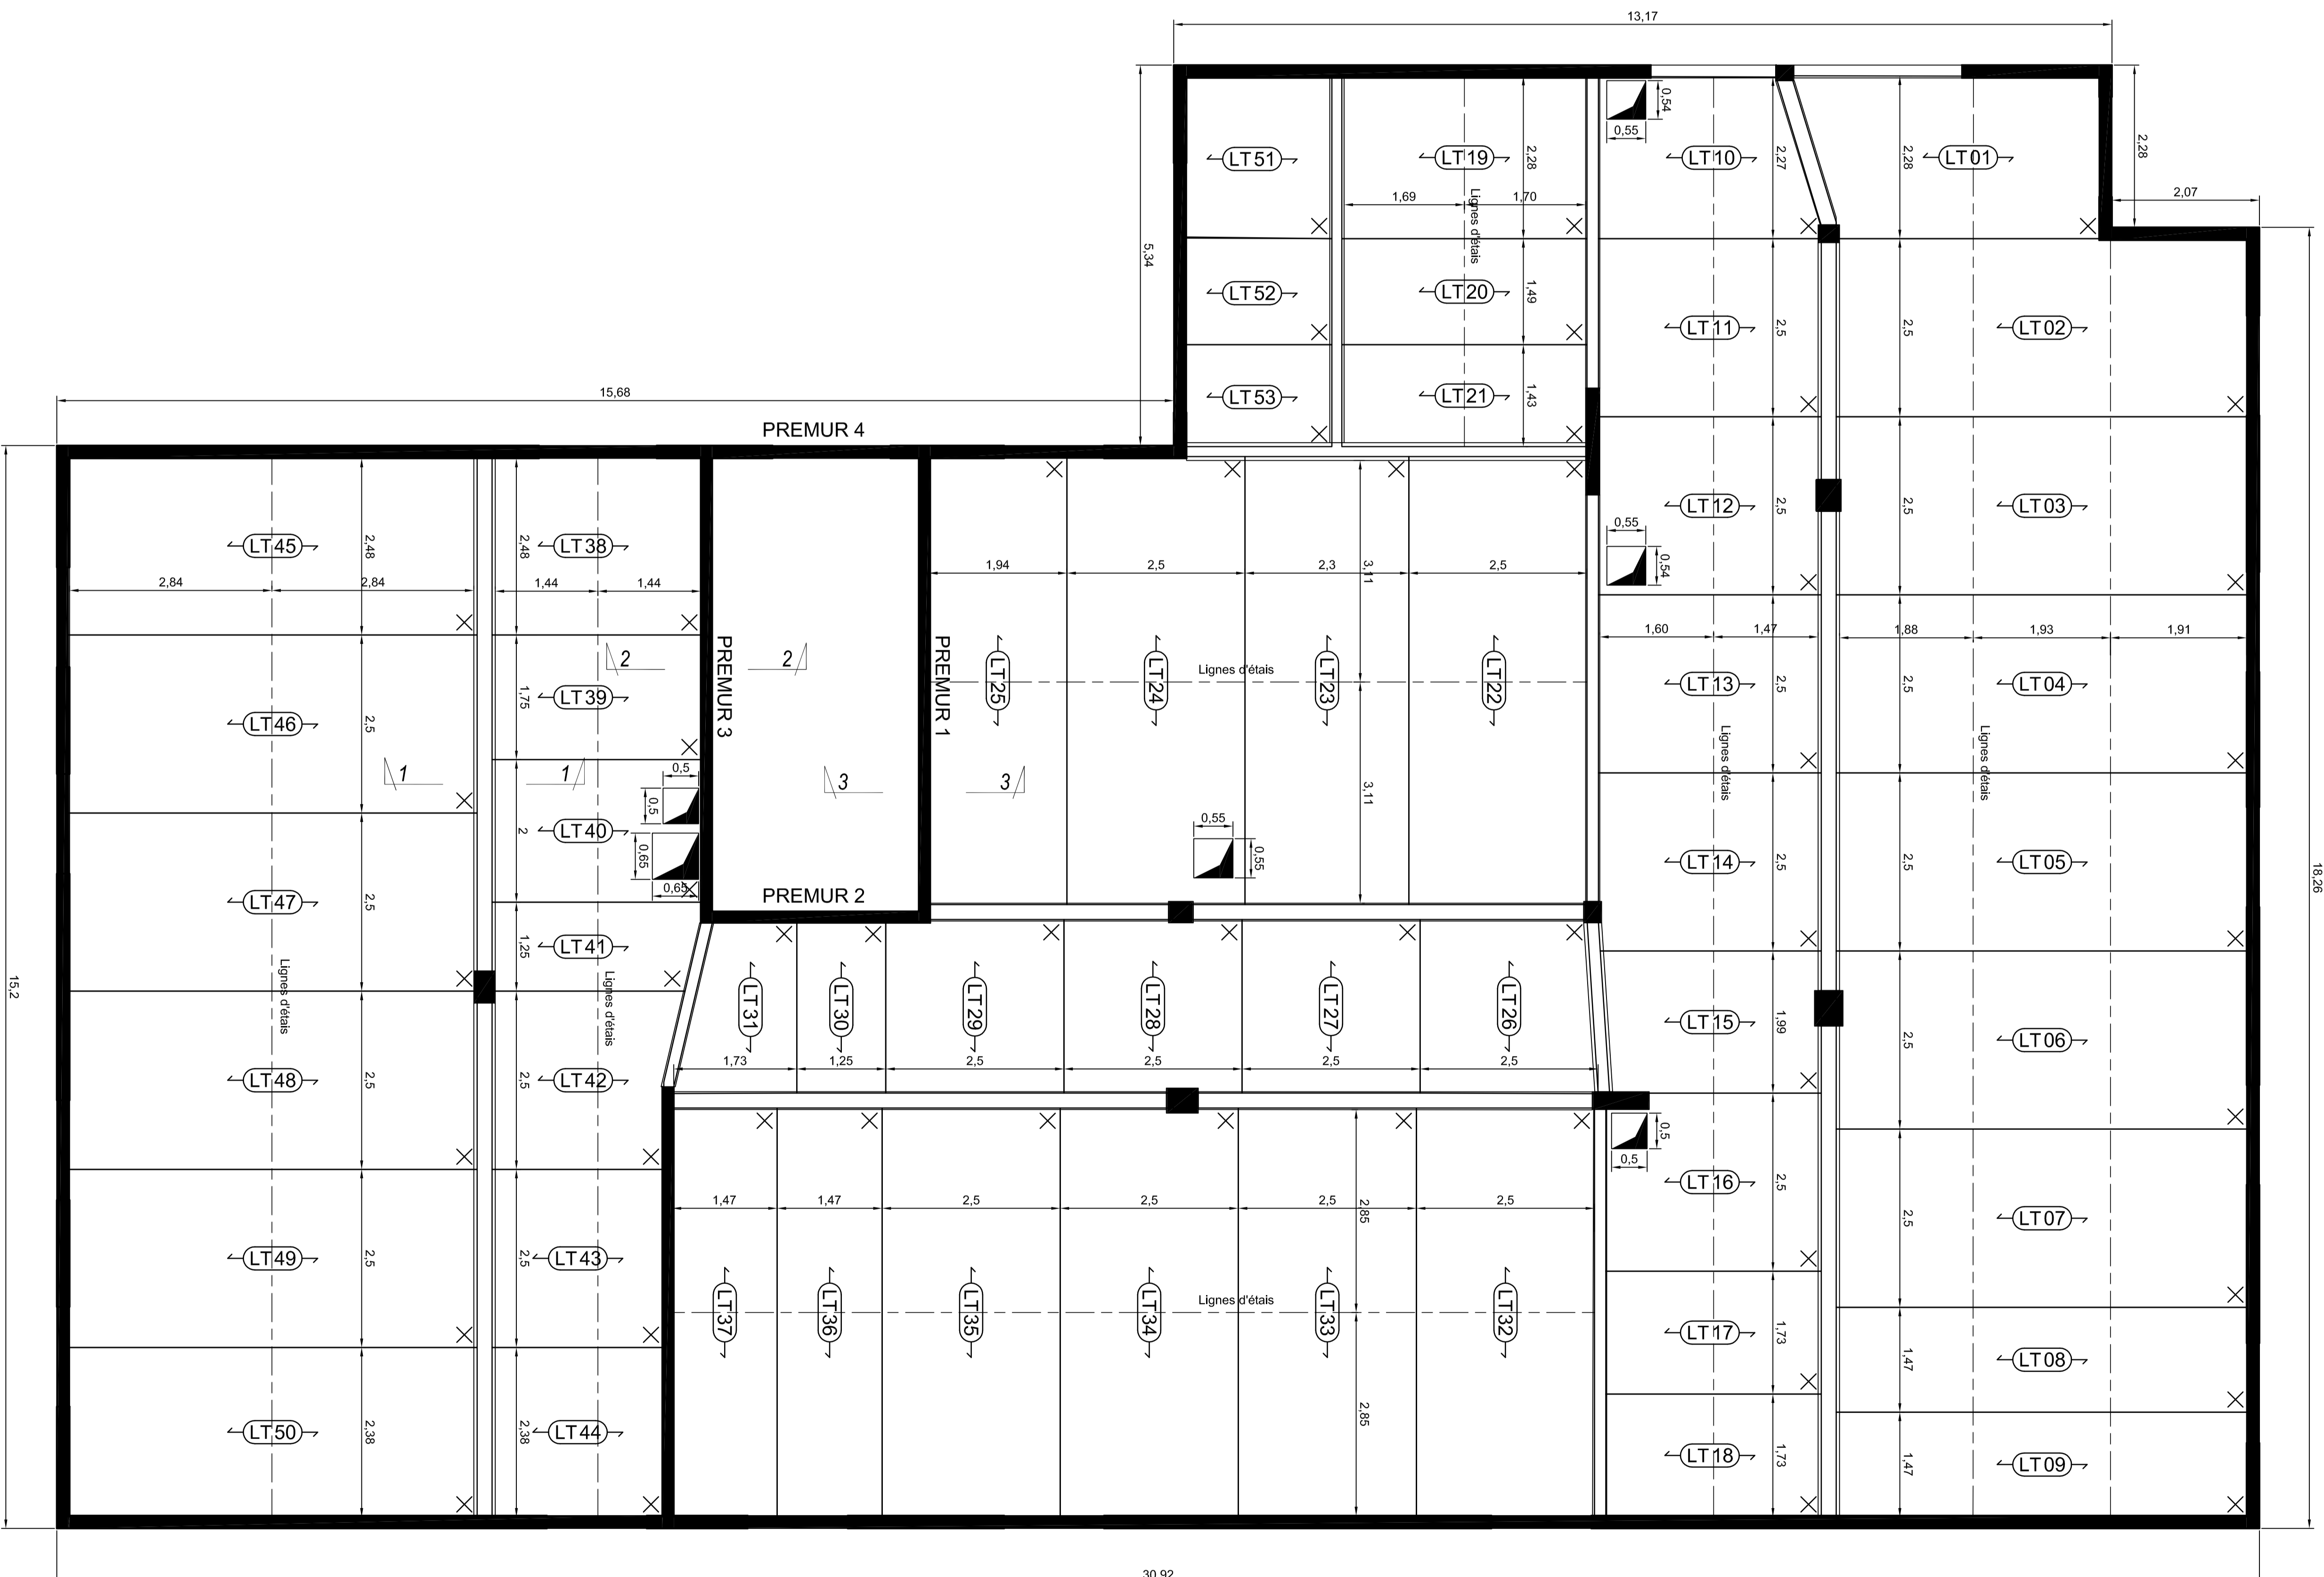 13,17
0,54
0,55
2,28
LT51
LT19
2,28
LT10
2,27
2,28
LT01
2,07
1,69
1,70
Lignes d'étais
5,34
LT52
LT20
1,49
LT11
2,5
2,5
LT02
15,68
LT53
LT21
1,43
PREMUR 4
LT45
2,48
2,48
LT38
LT12
2,5
2,5
LT03
0,55
0,54
2,84
2,84
1,44
1,44
1,94
2,5
2,3
3,11
2,5
1,60
1,47
1,88
1,93
1,91
2
2
PREMUR 3
PREMUR 1
LT25
LT24
Lignes d'étais
LT23
LT22
LT13
2,5
2,5
LT04
LT46
2,5
1,75
LT39
Lignes d'étais
Lignes d'étais
1
1
0,5
0,5
3
3
3,11
LT40
2
0,65
0,65
0,55
0,55
LT14
2,5
2,5
LT05
18,26
LT47
2,5
PREMUR 2
1,25
LT41
15,2
Lignes d'étais
Lignes d'étais
LT31
LT30
LT29
LT28
LT27
LT26
LT15
1,99
2,5
LT06
1,73
1,25
2,5
2,5
2,5
2,5
LT48
2,5
2,5
LT42
0,5
0,5
LT16
2,5
2,5
LT07
1,47
1,47
2,5
2,5
2,5
2,85
2,5
LT49
2,5
2,5
LT43
LT37
LT36
LT35
LT34
Lignes d'étais
LT33
LT32
LT17
1,73
1,47
LT08
LT50
2,38
2,38
LT44
2,85
LT18
1,73
1,47
LT09
30,92